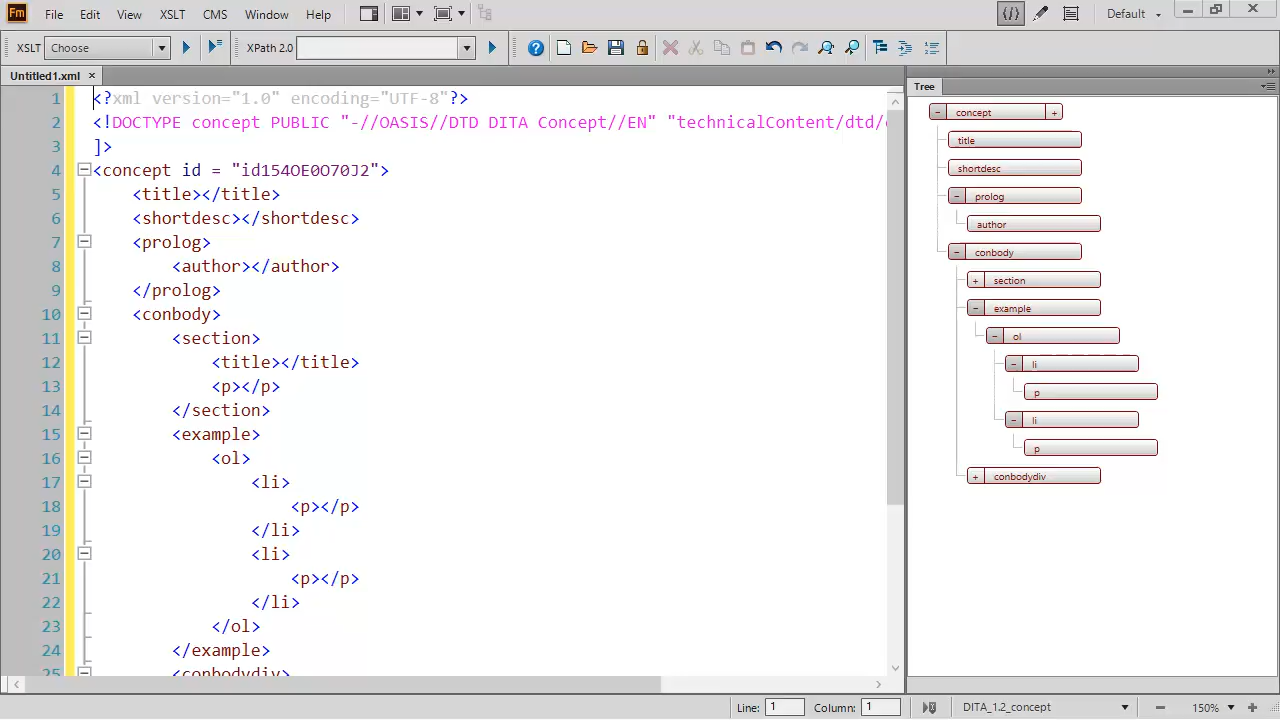 Fm File Edit View XSLT CMS Window Help Default
XSLT Choose XPath 2.0
Untitled1.xml × Tree
1 <?xml version="1.0" encoding="UTF-8"?>
2 <!DOCTYPE concept PUBLIC "-//OASIS//DTD DITA Concept//EN" "technicalContent/dtd/
3 ]>
4 <concept id = "id154OE0O70J2">
5 <title></title>
6 <shortdesc></shortdesc>
7 <prolog>
8 <author></author>
9 </prolog>
10 <conbody>
11 <section>
12 <title></title>
13 <p></p>
14 </section>
15 <example>
16 <ol>
17 <li>
18 <p></p>
19 </li>
20 <li>
21 <p></p>
22 </li>
23 </ol>
24 </example>
25 <conbodydiv>
concept
title
shortdesc
prolog
author
conbody
section
example
ol
li
p
li
p
conbodydiv
Line: 1 Column: 1 DITA_1.2_concept 150%